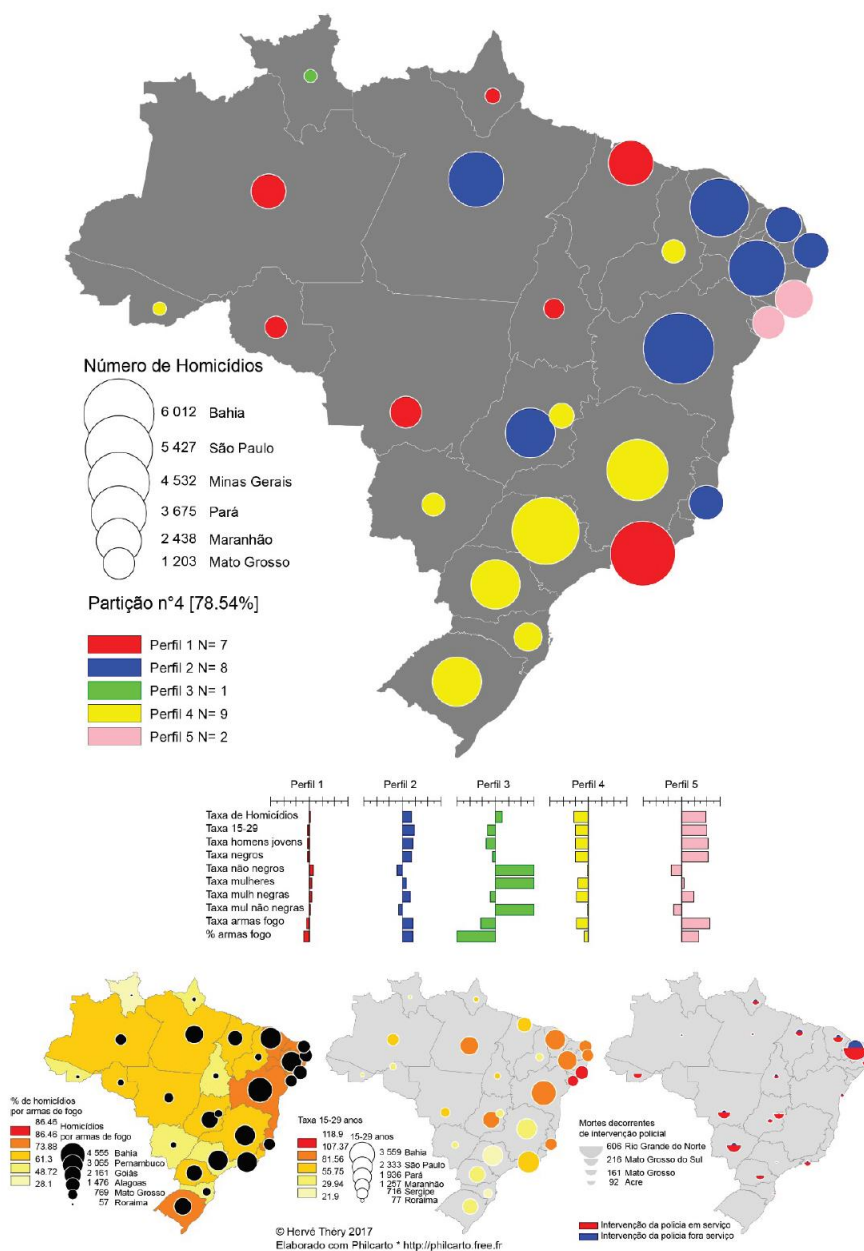 Número de Homicídios
6 012 Bahia
5 427 São Paulo
4 532 Minas Gerais
3 675 Pará
2 438 Maranhão
1 203 Mato Grosso
Partição n°4 [78.54%]
Perfil 1 N= 7
Perfil 2 N= 8
Perfil 3 N= 1
Perfil 4 N= 9
Perfil 5 N= 2
Perfil 1 Perfil 2 Perfil 3 Perfil 4 Perfil 5
Taxa de Homicídios
Taxa 15-29
Taxa homens jovens
Taxa negros
Taxa não negros
Taxa mulheres
Taxa mulh negras
Taxa mul não negras
Taxa armas fogo
% armas fogo
% de homicídios
por armas de fogo
86.46
86.46
73.88
61.3
48.72
28.1
Homicídios
por armas de fogo
4 555 Bahia
3 055 Pernambuco
2 161 Goiás
1 476 Alagoas
769 Mato Grosso
57 Roraima
Taxa 15-29 anos
118.9
107.37
81.56
55.75
29.94
21.9
15-29 anos
3 559 Bahia
2 333 São Paulo
1 936 Pará
1 257 Maranhão
716 Sergipe
77 Roraima
Mortes decorrentes
de intervenção policial
606 Rio Grande do Norte
216 Mato Grosso do Sul
161 Mato Grosso
92 Acre
Intervenção da polícia em serviço
Intervenção da polícia fora serviço
© Hervé Théry 2017
Elaborado com Philcarto * http://philcarto.free.fr